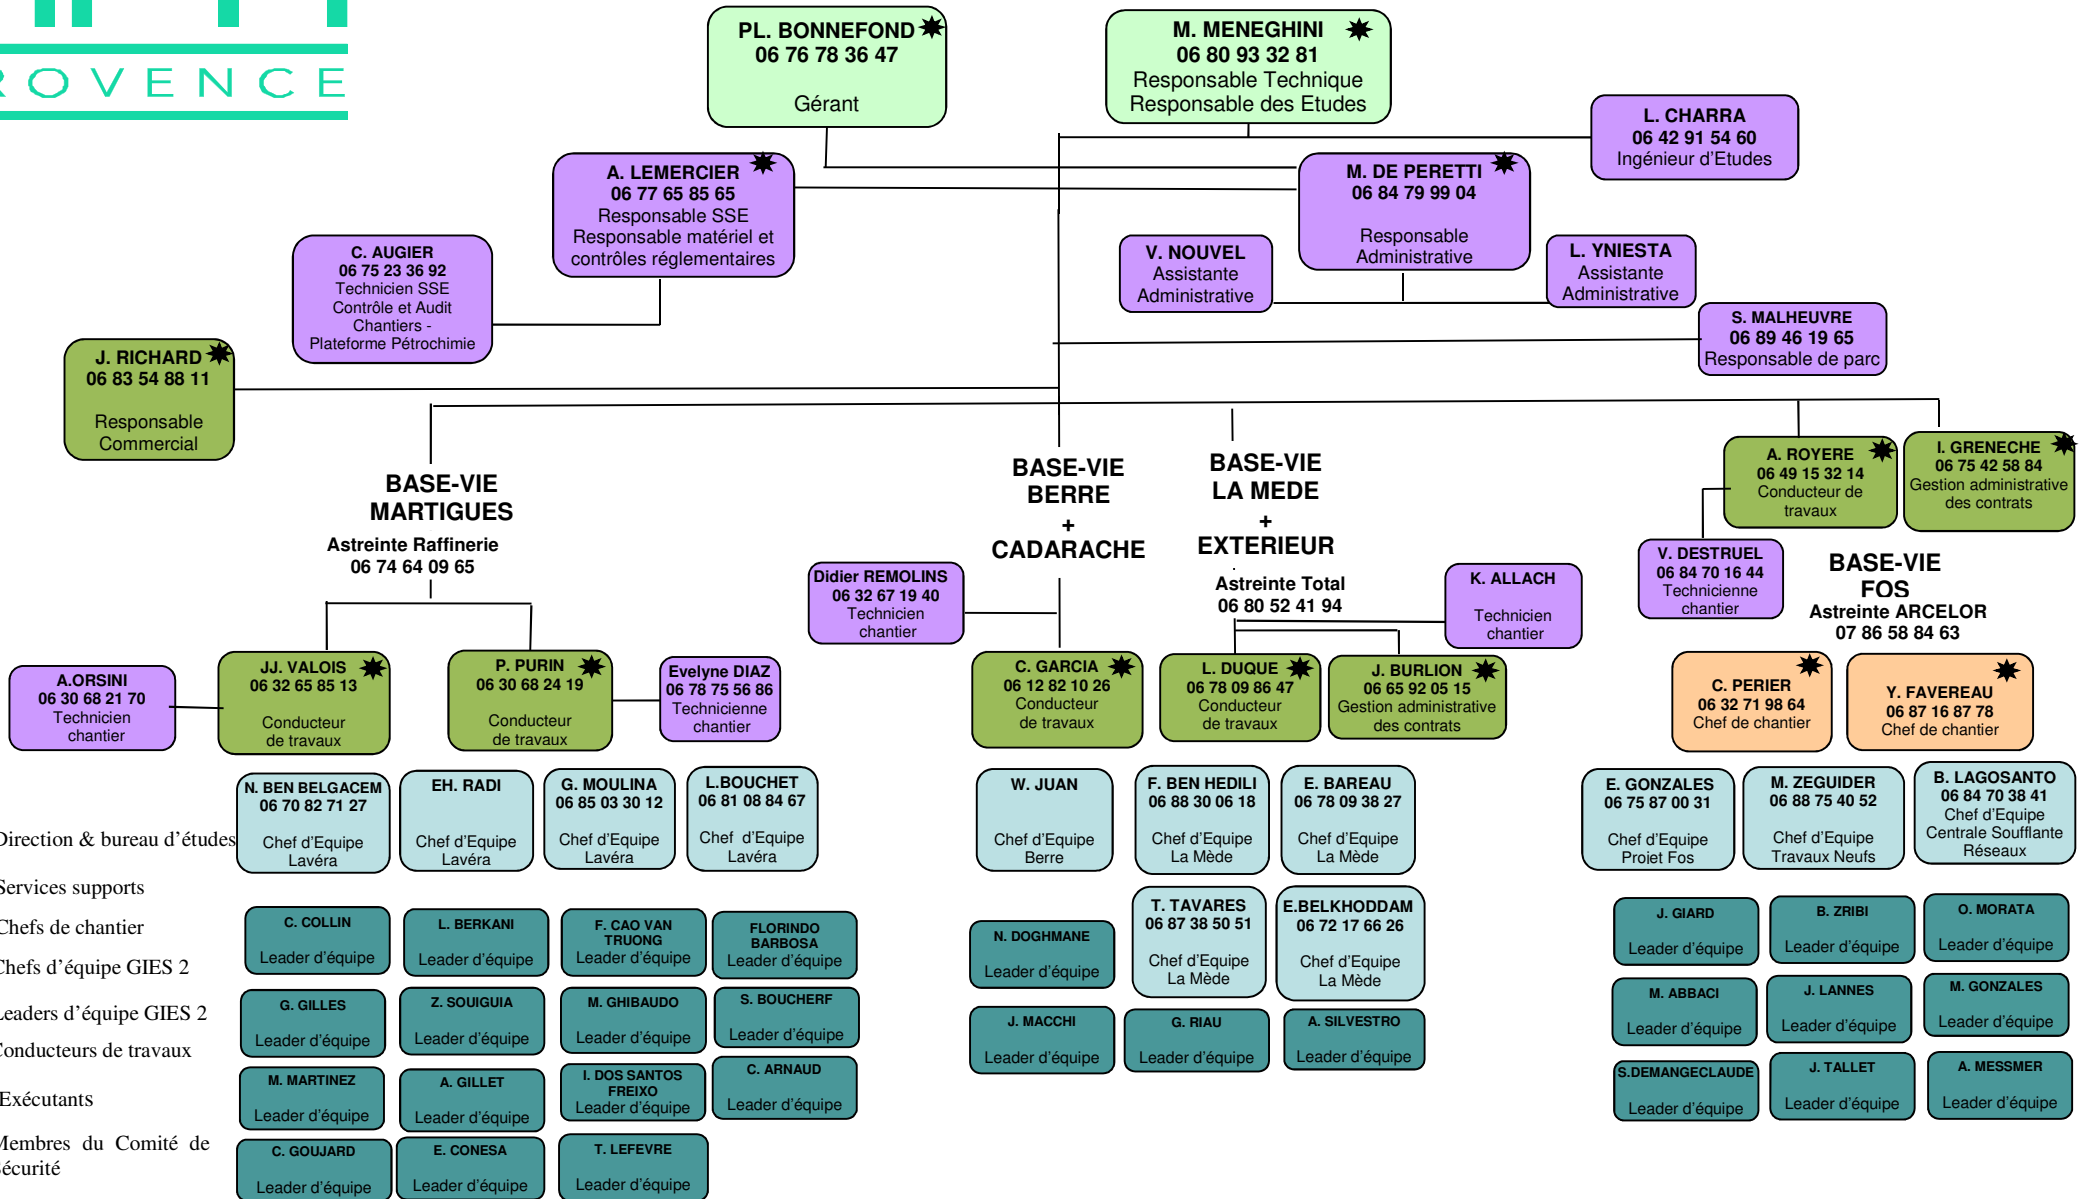 ROVENCE
PL. BONNEFOND
06 76 78 36 47
Gérant
M. MENEGHINI
06 80 93 32 81
Responsable Technique
Responsable des Etudes
L. CHARRA
06 42 91 54 60
Ingénieur d'Etudes
A. LEMERCIER
06 77 65 85 65
Responsable SSE
Responsable matériel et
contrôles réglementaires
M. DE PERETTI
06 84 79 99 04
Responsable
Administrative
C. AUGIER
06 75 23 36 92
Technicien SSE
Contrôle et Audit
Chantiers -
Plateforme Pétrochimie
V. NOUVEL
Assistante
Administrative
L. YNIESTA
Assistante
Administrative
S. MALHEUVRE
06 89 46 19 65
Responsable de parc
J. RICHARD
06 83 54 88 11
Responsable
Commercial
BASE-VIE
MARTIGUES
Astreinte Raffinerie
06 74 64 09 65
BASE-VIE
BERRE
+
CADARACHE
BASE-VIE
LA MEDE
+
EXTERIEUR
Astreinte Total
06 80 52 41 94
A. ROYERE
06 49 15 32 14
Conducteur de
travaux
I. GRENECHE
06 75 42 58 84
Gestion administrative
des contrats
V. DESTRUEL
06 84 70 16 44
Technicienne
chantier
BASE-VIE
FOS
Astreinte ARCELOR
07 86 58 84 63
Didier REMOLINS
06 32 67 19 40
Technicien
chantier
K. ALLACH
Technicien
chantier
A.ORSINI
06 30 68 21 70
Technicien
chantier
JJ. VALOIS
06 32 65 85 13
Conducteur
de travaux
P. PURIN
06 30 68 24 19
Conducteur
de travaux
Evelyne DIAZ
06 78 75 56 86
Technicienne
chantier
C. GARCIA
06 12 82 10 26
Conducteur
de travaux
L. DUQUE
06 78 09 86 47
Conducteur
de travaux
J. BURLION
06 65 92 05 15
Gestion administrative
des contrats
C. PERIER
06 32 71 98 64
Chef de chantier
Y. FAVEREAU
06 87 16 87 78
Chef de chantier
N. BEN BELGACEM
06 70 82 71 27
Chef d'Equipe
Lavéra
EH. RADI
Chef d'Equipe
Lavéra
G. MOULINA
06 85 03 30 12
Chef d'Equipe
Lavéra
L.BOUCHET
06 81 08 84 67
Chef d'Equipe
Lavéra
W. JUAN
Chef d'Equipe
Berre
F. BEN HEDILI
06 88 30 06 18
Chef d'Equipe
La Mède
E. BAREAU
06 78 09 38 27
Chef d'Equipe
La Mède
E. GONZALES
06 75 87 00 31
Chef d'Equipe
Projet Fos
M. ZEGUIDER
06 88 75 40 52
Chef d'Equipe
Travaux Neufs
B. LAGOSANTO
06 84 70 38 41
Chef d'Equipe
Centrale Soufflante
Réseaux
Direction & bureau d'études
Services supports
Chefs de chantier
Chefs d'équipe GIES 2
Leaders d'équipe GIES 2
Conducteurs de travaux
Exécutants
Membres du Comité de
Sécurité
C. COLLIN
Leader d'équipe
L. BERKANI
Leader d'équipe
F. CAO VAN
TRUONG
Leader d'équipe
FLORINDO
BARBOSA
Leader d'équipe
N. DOGHMANE
Leader d'équipe
T. TAVARES
06 87 38 50 51
Chef d'Equipe
La Mède
E.BELKHODDAM
06 72 17 66 26
Chef d'Equipe
La Mède
J. GIARD
Leader d'équipe
B. ZRIBI
Leader d'équipe
O. MORATA
Leader d'équipe
G. GILLES
Leader d'équipe
Z. SOUIGUIA
Leader d'équipe
M. GHIBAUDO
Leader d'équipe
S. BOUCHERF
Leader d'équipe
J. MACCHI
Leader d'équipe
G. RIAU
Leader d'équipe
A. SILVESTRO
Leader d'équipe
M. ABBACI
Leader d'équipe
J. LANNES
Leader d'équipe
M. GONZALES
Leader d'équipe
M. MARTINEZ
Leader d'équipe
A. GILLET
Leader d'équipe
I. DOS SANTOS
FREIXO
Leader d'équipe
C. ARNAUD
Leader d'équipe
S.DEMANGECLAUDE
Leader d'équipe
J. TALLET
Leader d'équipe
A. MESSMER
Leader d'équipe
C. GOUJARD
Leader d'équipe
E. CONESA
Leader d'équipe
T. LEFEVRE
Leader d'équipe